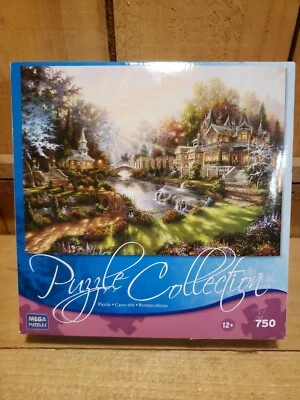 Puzzle Collection
Puzzle • Casse-tête • Rompecabezas
MEGA
PUZZLES
12+
750